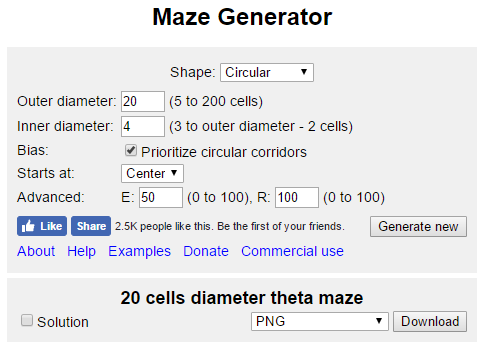 Maze Generator
Shape: Circular
Outer diameter: 20 (5 to 200 cells)
Inner diameter: 4 (3 to outer diameter - 2 cells)
Bias: Prioritize circular corridors
Starts at: Center
Advanced: E: 50 (0 to 100), R: 100 (0 to 100)
Like Share 2.5K people like this. Be the first of your friends. Generate new
About Help Examples Donate Commercial use
20 cells diameter theta maze
Solution PNG Download